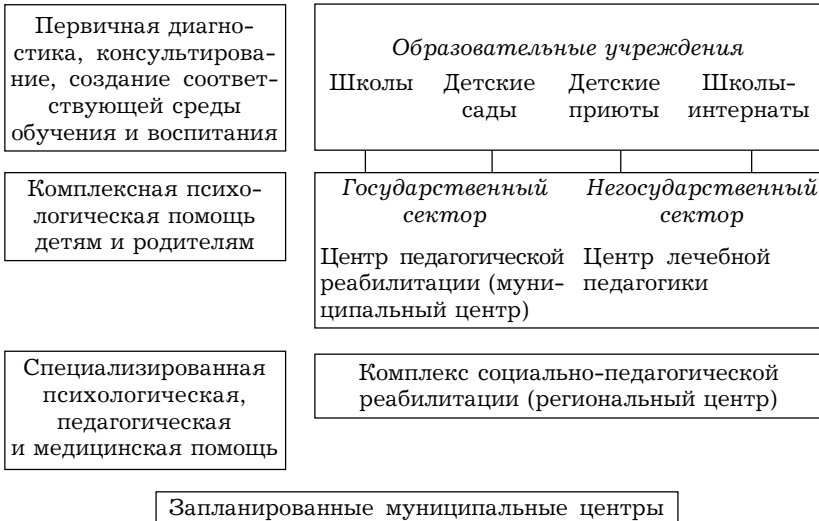 Первичная диагно-
стика, консультирова-
ние, создание соответ-
ствующей среды
обучения и воспитания
Образовательные учреждения
Школы Детские Детские Школы-
сады приюты интернаты
Комплексная психо-
логическая помощь
детям и родителям
Государственный Негосударственный
сектор сектор
Центр педагогической Центр лечебной
реабилитации (муни- педагогики
ципальный центр)
Специализированная
психологическая,
педагогическая
и медицинская помощь
Комплекс социально-педагогической
реабилитации (региональный центр)
Запланированные муниципальные центры